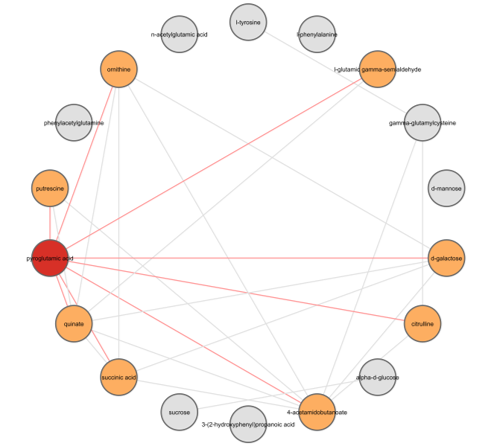 l-tyrosine
n-acetylglutamic acid
l-phenylalanine
ornithine
l-glutamic gamma-semialdehyde
phenylacetylglutamine
gamma-glutamylcysteine
putrescine
d-mannose
pyroglutamic acid
d-galactose
quinate
citrulline
succinic acid
alpha-d-glucose
sucrose
4-acetamidobutanoate
3-(2-hydroxyphenyl)propanoic acid